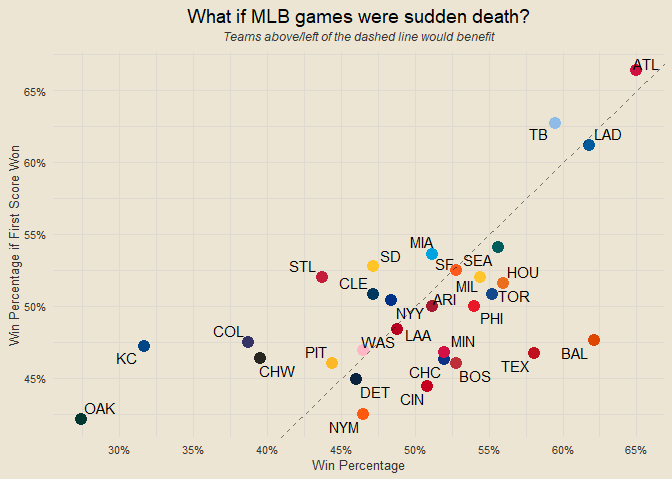 What if MLB games were sudden death?
Teams above/left of the dashed line would benefit
Win Percentage if First Score Won
65%
60%
55%
50%
45%
ATL
TB
LAD
MIA
SD
SF
SEA
STL
HOU
CLE
MIL
TOR
NYY
ARI
PHI
COL
LAA
WAS
MIN
KC
PIT
BAL
CHW
CHC
TEX
BOS
DET
CIN
OAK
NYM
30%
35%
40%
45%
50%
55%
60%
65%
Win Percentage